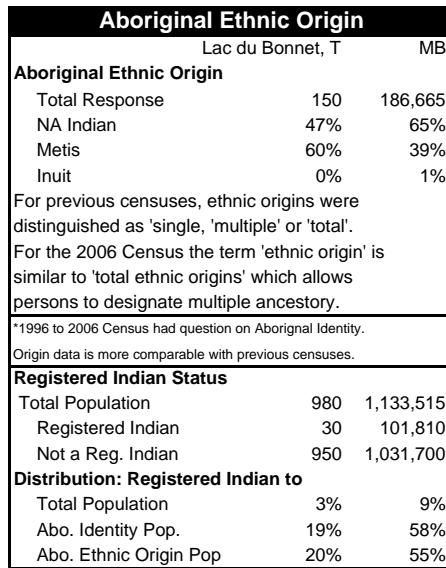 Aboriginal Ethnic Origin
Lac du Bonnet, T MB
Aboriginal Ethnic Origin
Total Response 150 186,665
NA Indian 47% 65%
Metis 60% 39%
Inuit 0% 1%
For previous censuses, ethnic origins were
distinguished as 'single, 'multiple' or 'total'.
For the 2006 Census the term 'ethnic origin' is
similar to 'total ethnic origins' which allows
persons to designate multiple ancestory.
*1996 to 2006 Census had question on Aborignal Identity.
Origin data is more comparable with previous censuses.
Registered Indian Status
Total Population 980 1,133,515
Registered Indian 30 101,810
Not a Reg. Indian 950 1,031,700
Distribution: Registered Indian to
Total Population 3% 9%
Abo. Identity Pop. 19% 58%
Abo. Ethnic Origin Pop 20% 55%